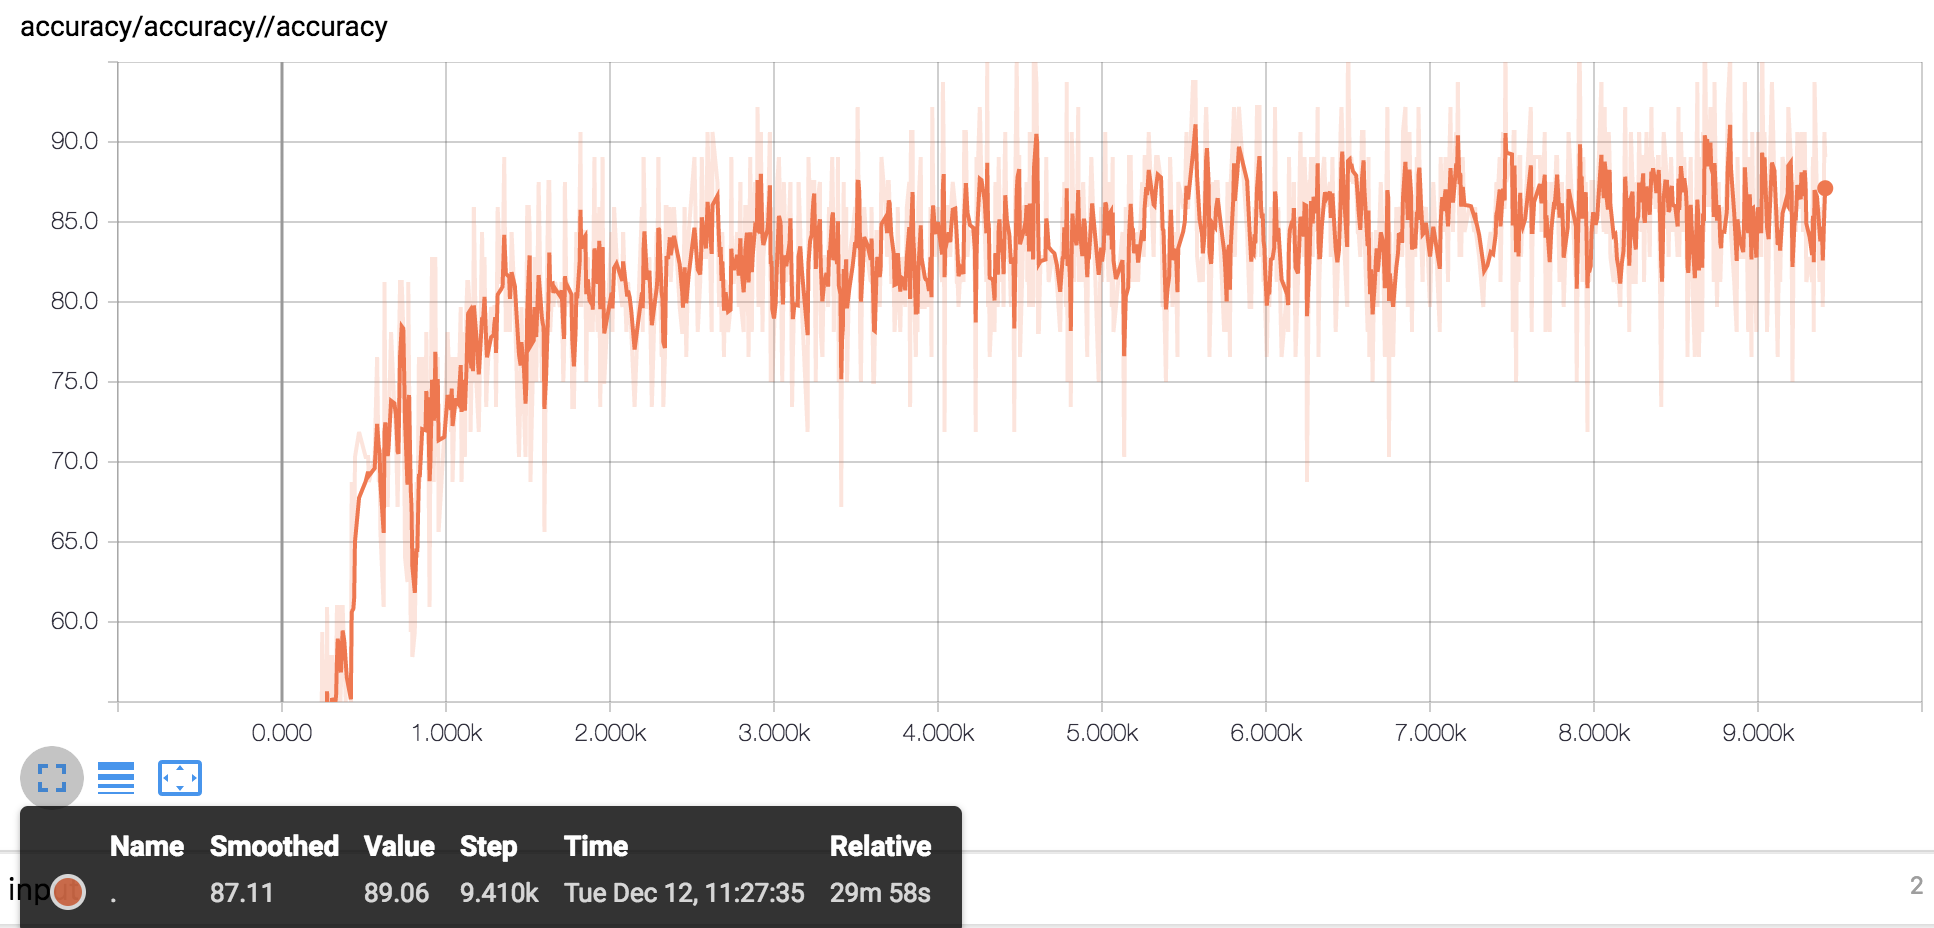 accuracy/accuracy//accuracy
90.0
85.0
80.0
75.0
70.0
65.0
60.0
0.000 1.000k 2.000k 3.000k 4.000k 5.000k 6.000k 7.000k 8.000k 9.000k
Name Smoothed Value Step Time Relative
. 87.11 89.06 9.410k Tue Dec 12, 11:27:35 29m 58s
inp
2